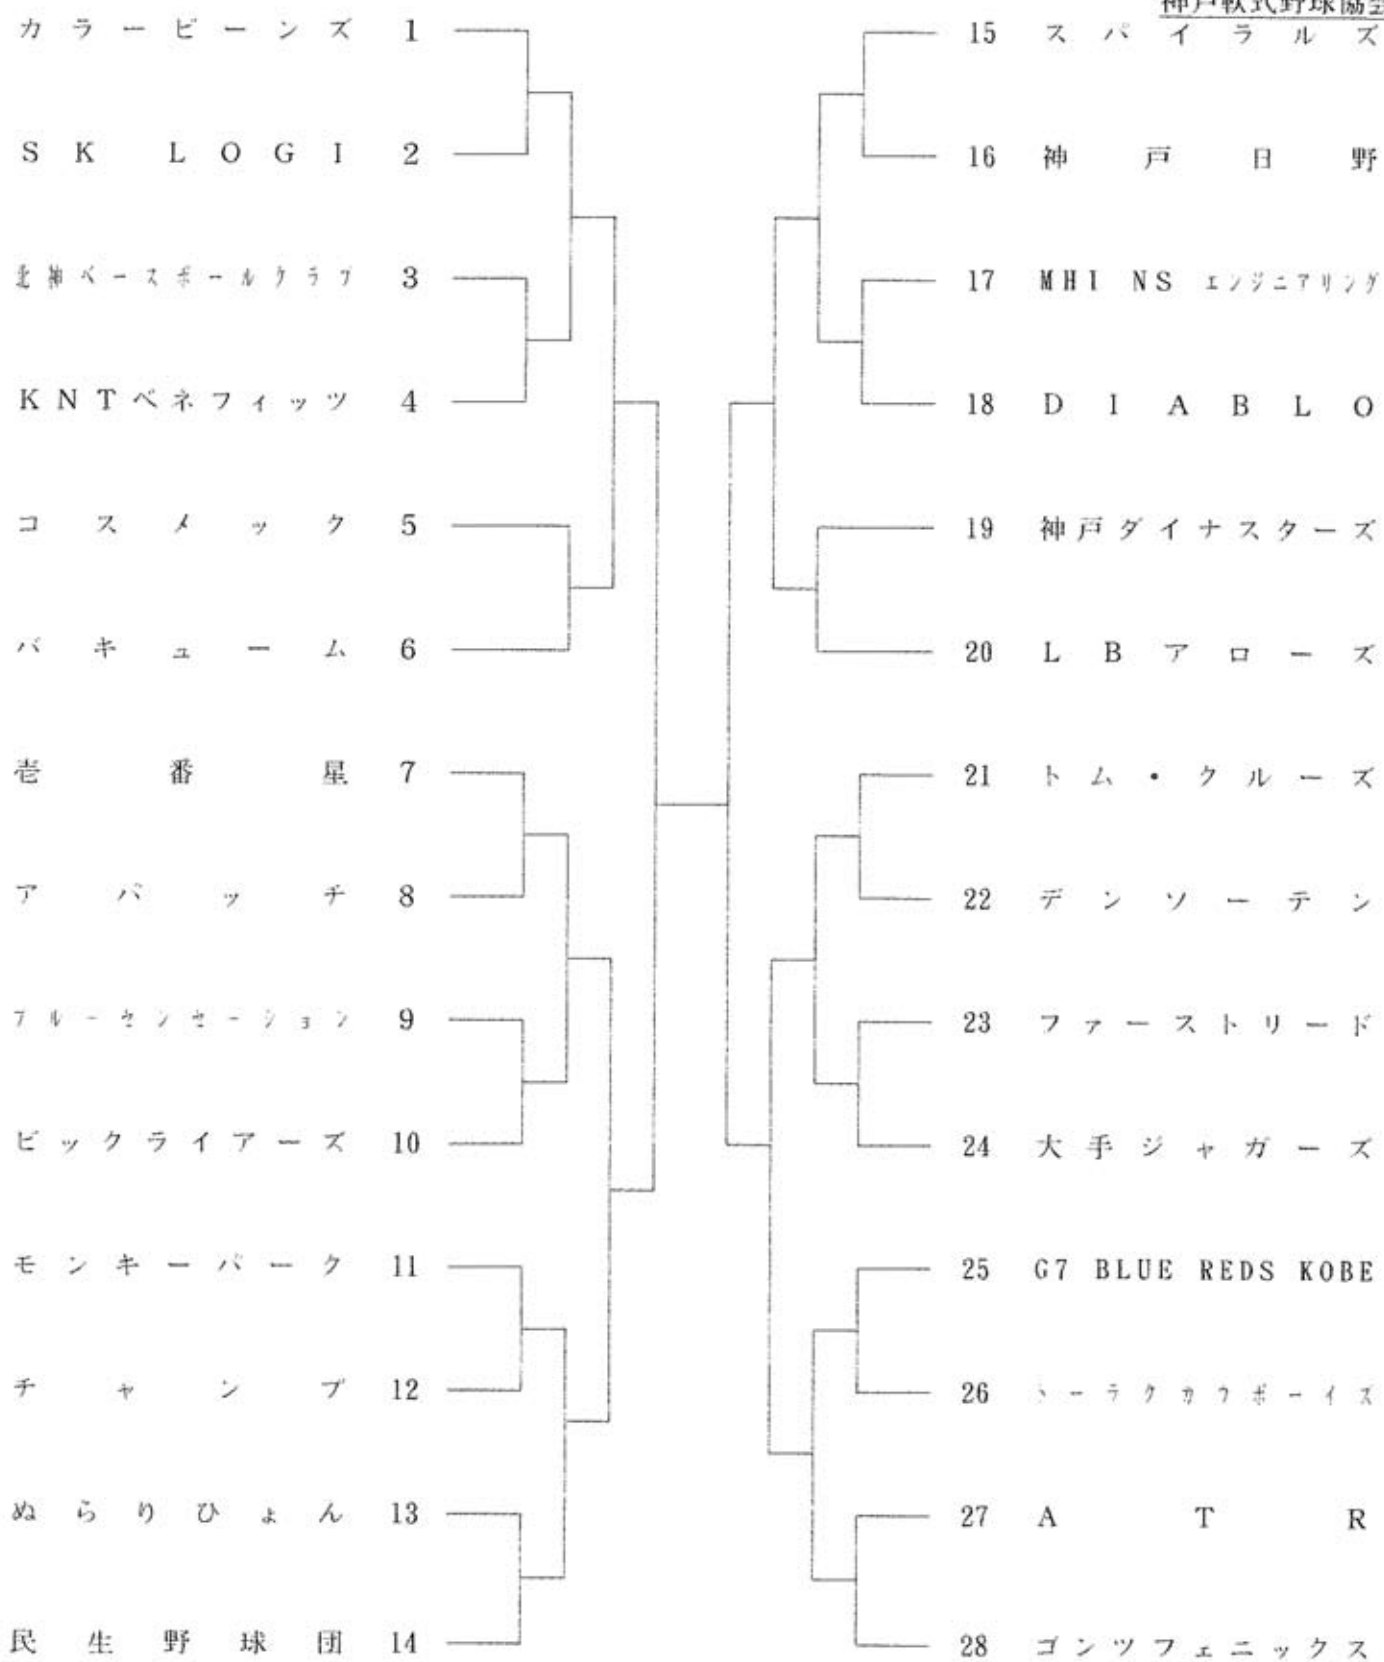 神戸軟式野球協会
カラービーンズ 1
SK LOGI 2
北神ベースボールクラブ 3
KNTベネフィッツ 4
コスメック 5
バキューム 6
壱番星 7
アパッチ 8
ブルーセンセーション 9
ビックライアーズ 10
モンキーパーク 11
チャンプ 12
ぬらりひょん 13
民生野球団 14
15 スパイラルズ
16 神戸日野
17 MHI NS エンジニアリング
18 DIABLO
19 神戸ダイナスターズ
20 LBアローズ
21 トム・クルーズ
22 デンソーテン
23 ファーストリード
24 大手ジャガーズ
25 G7 BLUE REDS KOBE
26 トーラクカウボーイズ
27 ATR
28 ゴンツフェニックス